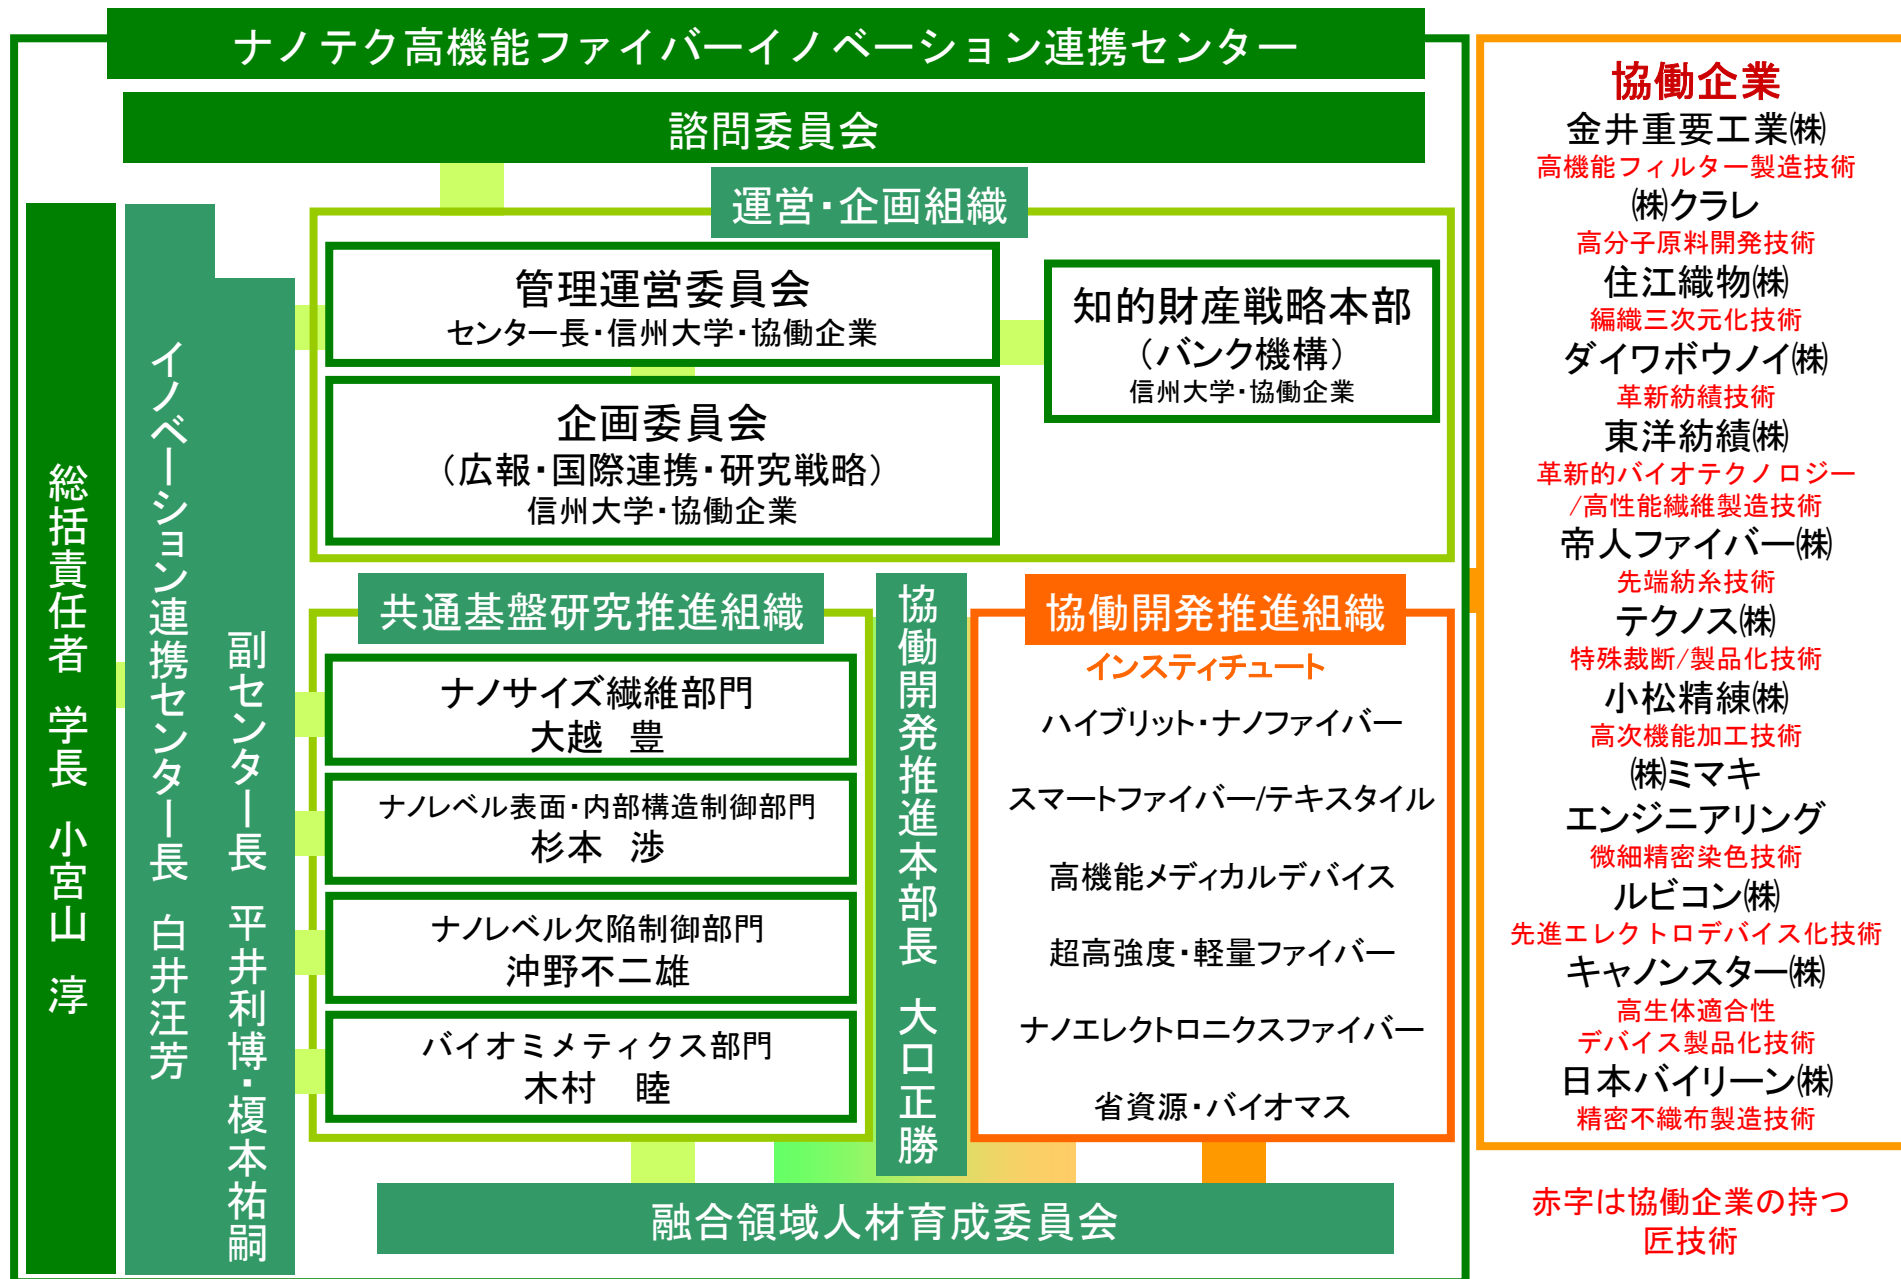 ナノテク高機能ファイバーイノベーション連携センター
諮問委員会
総括責任者 学長 小宮山 淳
イノベーション連携センター長 白井汪芳
副センター長 平井利博・榎本祐嗣
運営・企画組織
管理運営委員会
センター長・信州大学・協働企業
企画委員会
(広報・国際連携・研究戦略)
信州大学・協働企業
知的財産戦略本部
(バンク機構)
信州大学・協働企業
共通基盤研究推進組織
ナノサイズ繊維部門
大越 豊
ナノレベル表面・内部構造制御部門
杉本 渉
ナノレベル欠陥制御部門
沖野不二雄
バイオミメティクス部門
木村 睦
協働開発推進本部長 大口正勝
協働開発推進組織
インスティチュート
ハイブリット・ナノファイバー
スマートファイバー/テキスタイル
高機能メディカルデバイス
超高強度・軽量ファイバー
ナノエレクトロニクスファイバー
省資源・バイオマス
融合領域人材育成委員会
協働企業
金井重要工業㈱
高機能フィルター製造技術
㈱クラレ
高分子原料開発技術
住江織物㈱
編織三次元化技術
ダイワボウノイ㈱
革新紡績技術
東洋紡績㈱
革新的バイオテクノロジー
/高性能繊維製造技術
帝人ファイバー㈱
先端紡糸技術
テクノス㈱
特殊裁断/製品化技術
小松精練㈱
高次機能加工技術
㈱ミマキ
エンジニアリング
微細精密染色技術
ルビコン㈱
先進エレクトロデバイス化技術
キャノンスター㈱
高生体適合性
デバイス製品化技術
日本バイリーン㈱
精密不織布製造技術
赤字は協働企業の持つ
匠技術